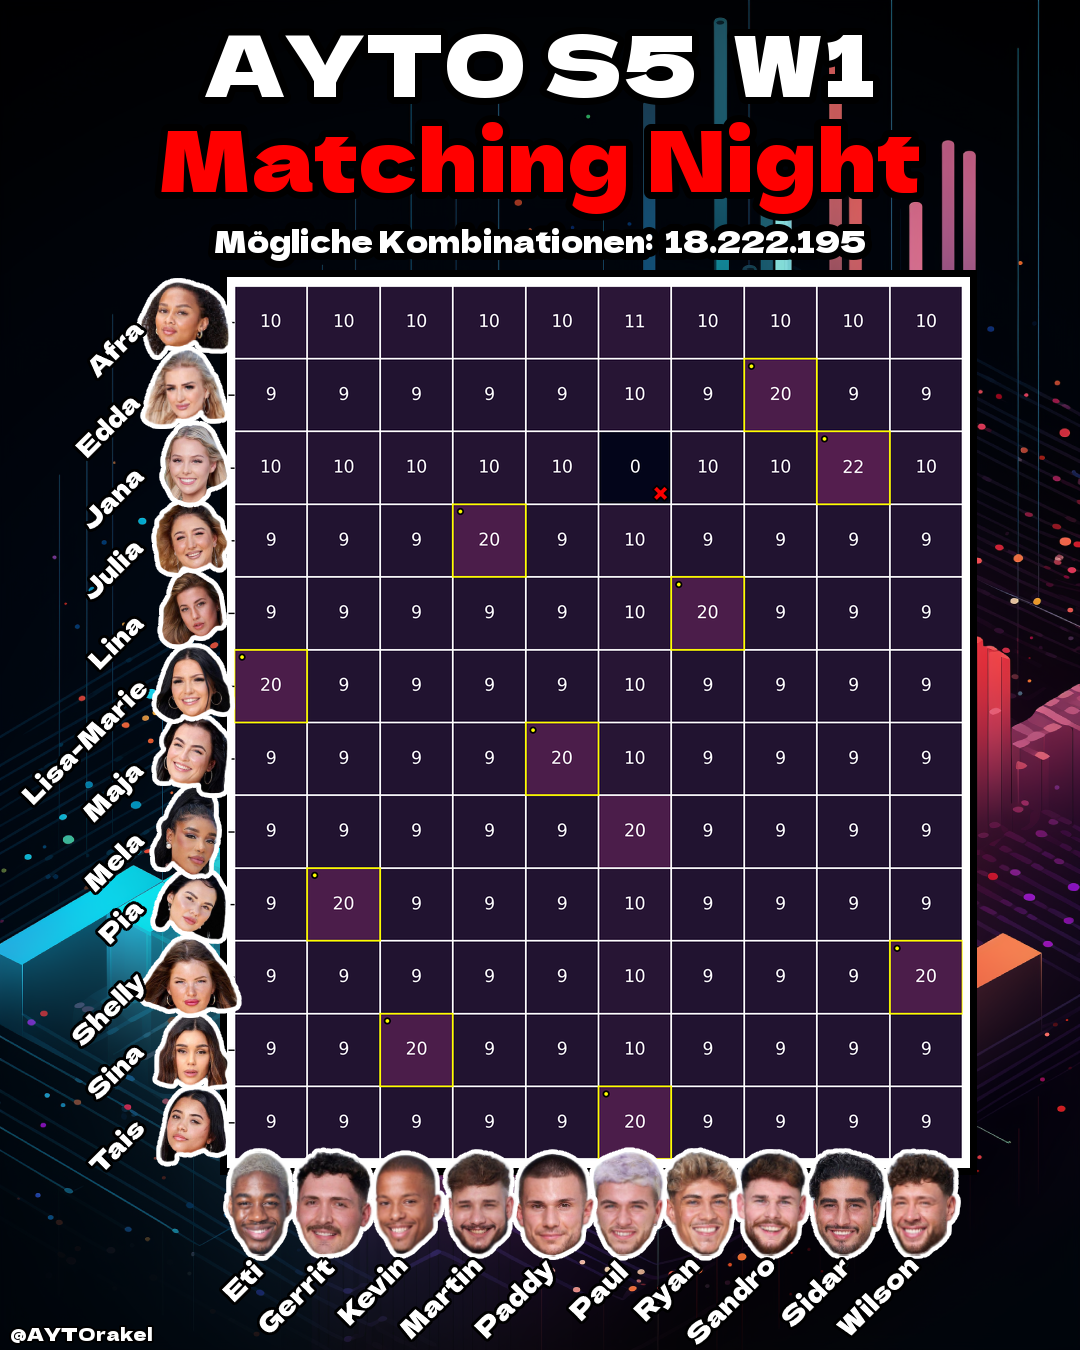 AYTO S5 W1
Matching Night
Mögliche Kombinationen: 18.222.195
Afra 10 10 10 10 10 11 10 10 10 10
Edda 9 9 9 9 9 10 9 20 9 9
Jana 10 10 10 10 10 0 10 10 22 10
Julia 9 9 9 20 9 10 9 9 9 9
Lina 9 9 9 9 9 10 20 9 9 9
Lisa-Marie 20 9 9 9 9 10 9 9 9 9
Maja 9 9 9 9 20 10 9 9 9 9
Mela 9 9 9 9 9 20 9 9 9 9
Pia 9 20 9 9 9 10 9 9 9 9
Shelly 9 9 9 9 9 10 9 9 9 20
Sina 9 9 20 9 9 10 9 9 9 9
Tais 9 9 9 9 9 20 9 9 9 9
Eti Gerrit Kevin Martin Paddy Paul Ryan Sandro Sidar Wilson
@AYTOrakel